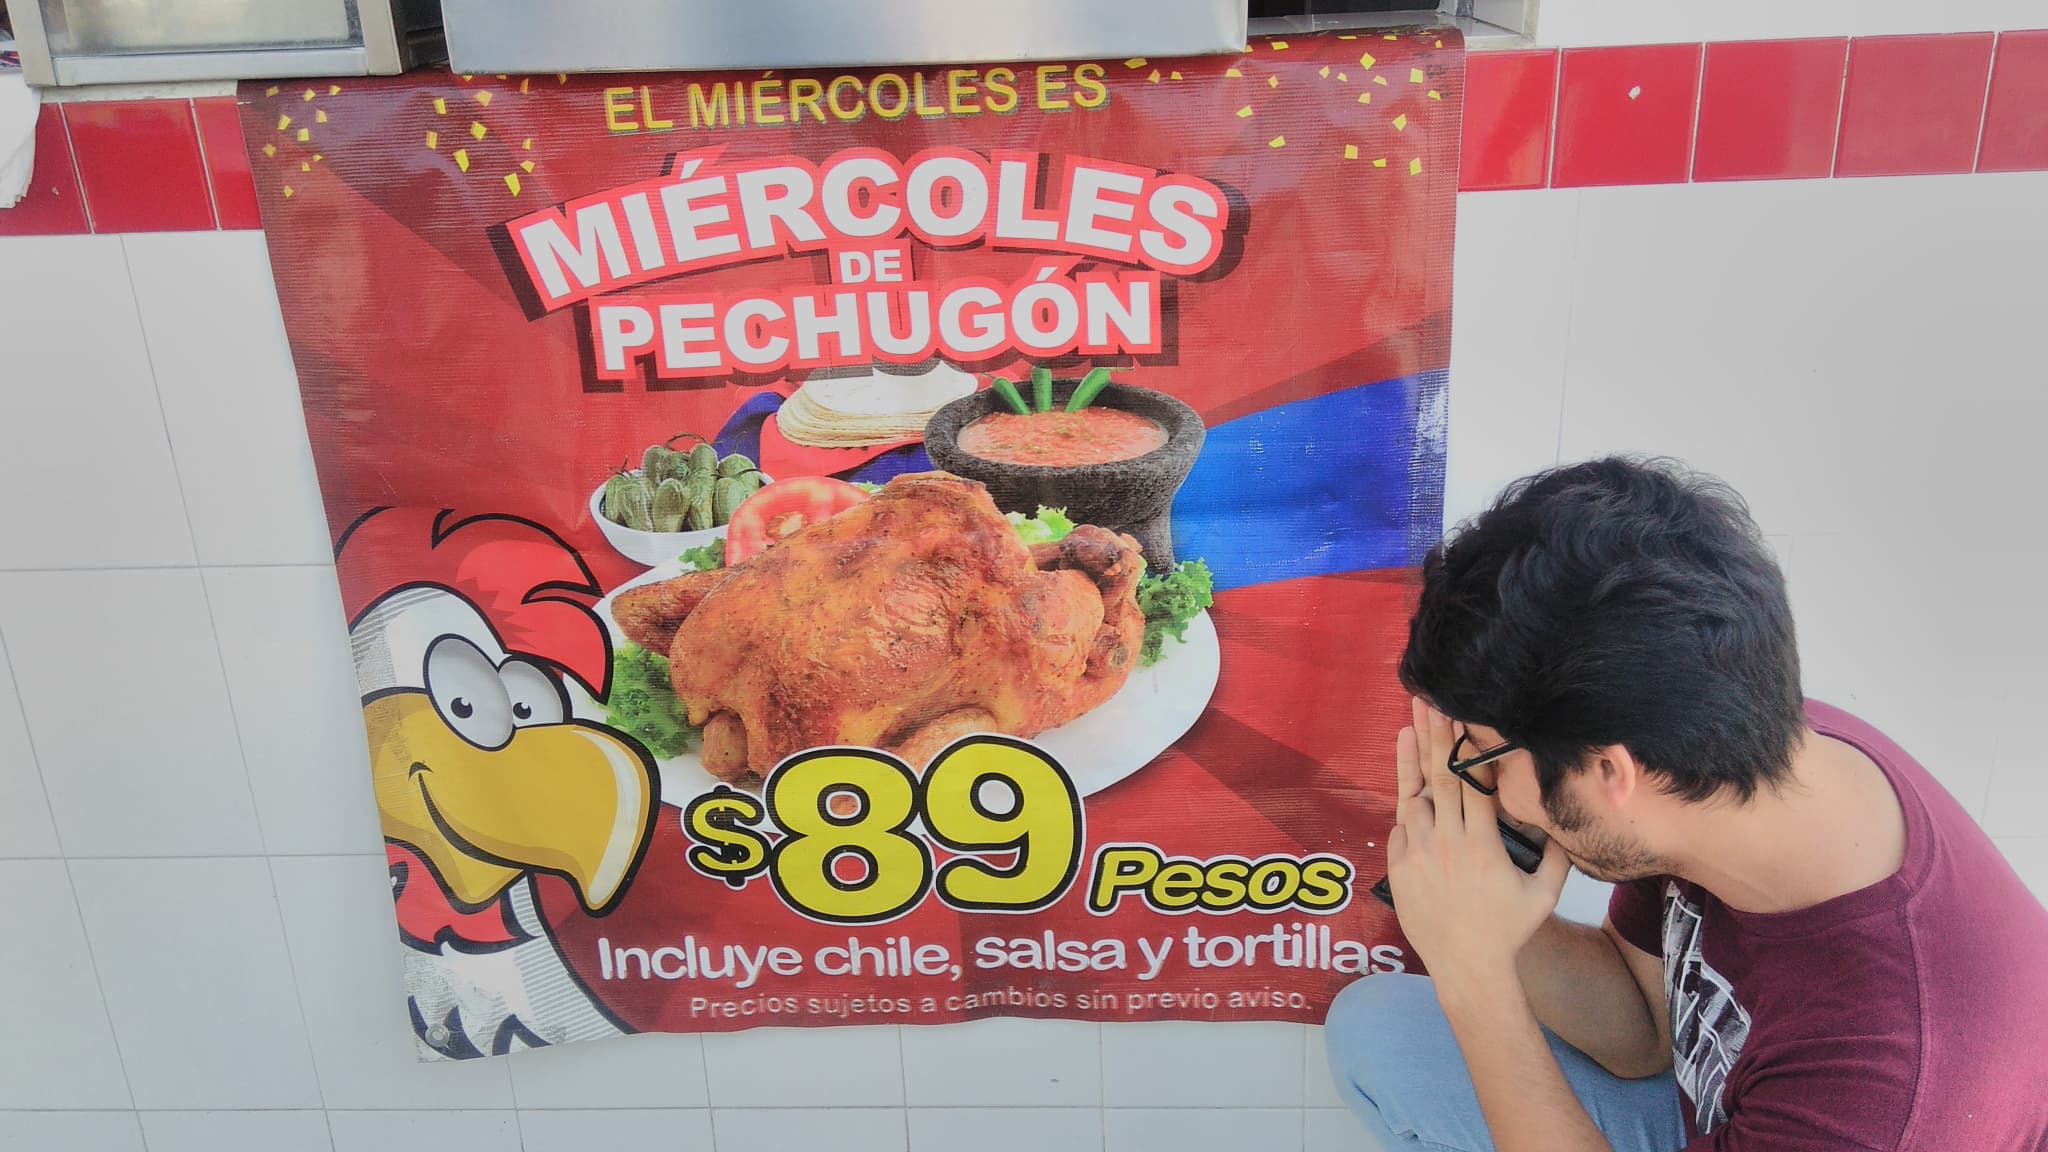 EL MIÉRCOLES ES
MIÉRCOLES
DE
PECHUGÓN
$89 Pesos
Incluye chile, salsa y tortillas
Precios sujetos a cambios sin previo aviso.